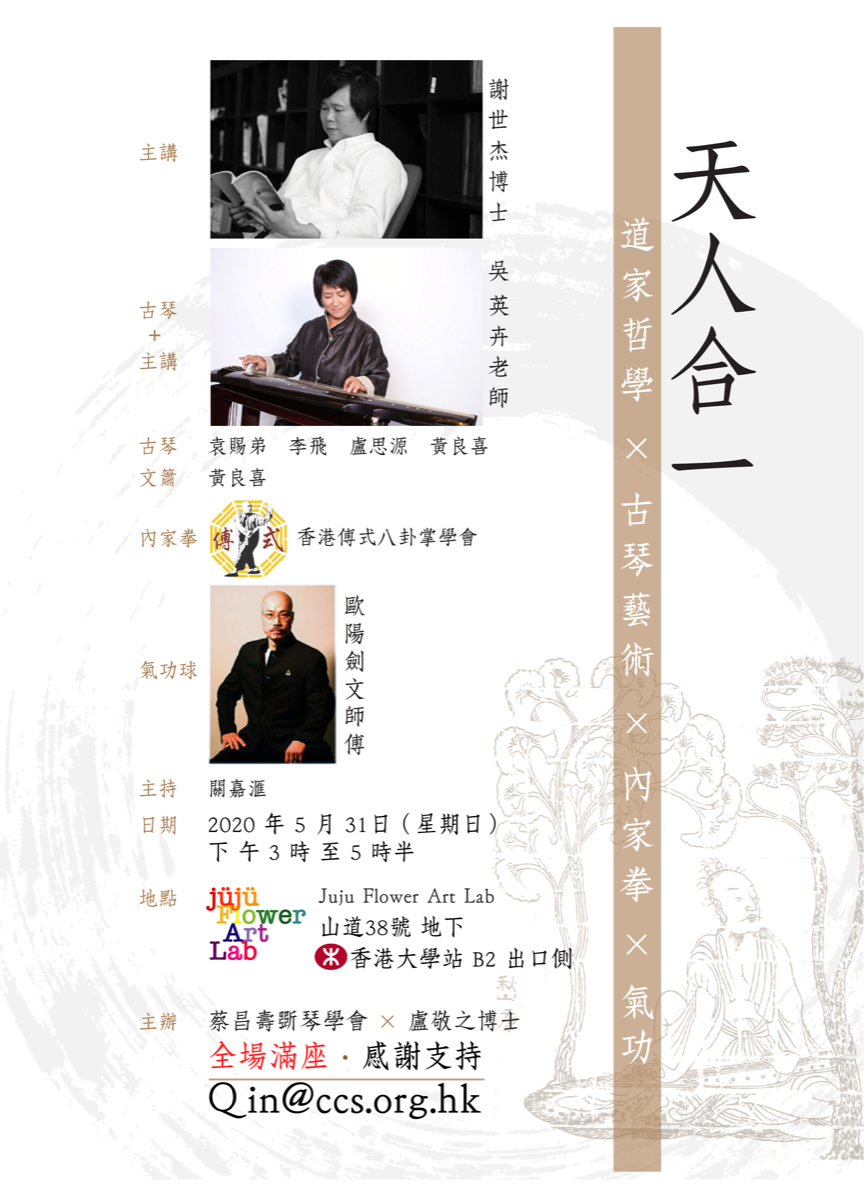 天人合一
道家哲學 × 古琴藝術 × 內家拳 × 氣功
主講
謝世杰博士
古琴
+
主講
吳英卉老師
古琴 袁賜弟 李飛 盧思源 黃良喜
文簫 黃良喜
內家拳 傅式 香港傅式八卦掌學會
氣功球
歐陽劍文師傅
主持 關嘉滙
日期 2020 年 5 月 31日 ( 星期日 )
下 午 3 時 至 5 時半
地點
jüjü
Flower
Art
Lab
Juju Flower Art Lab
山道38號 地下
香港大學站 B2 出口側
主辦 蔡昌壽斲琴學會 × 盧敬之博士
全場滿座 · 感謝支持
Qin@ccs.org.hk